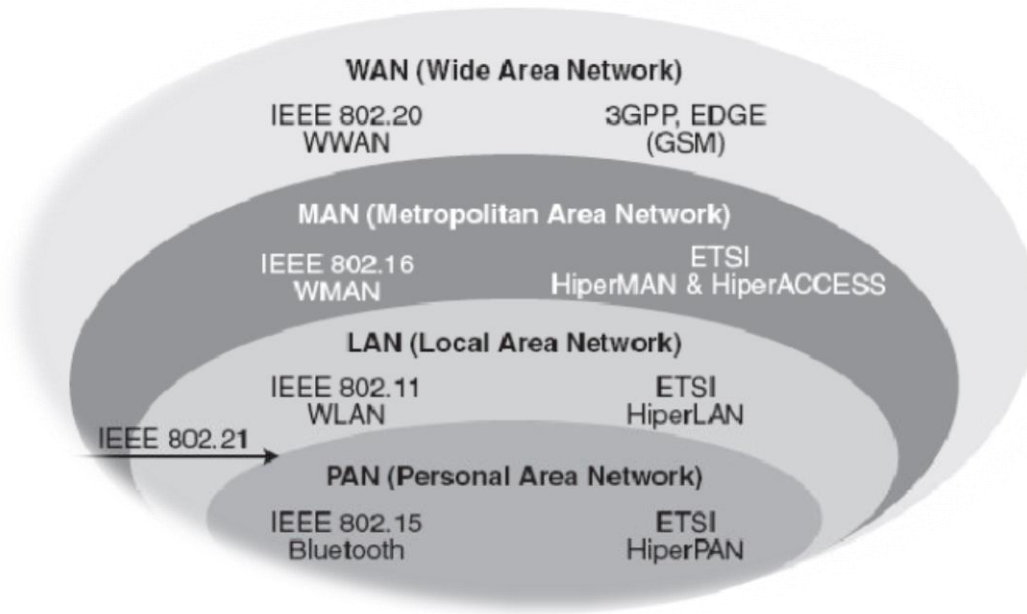 WAN (Wide Area Network)
IEEE 802.20
WWAN
3GPP, EDGE
(GSM)
MAN (Metropolitan Area Network)
IEEE 802.16
WMAN
ETSI
HiperMAN & HiperACCESS
LAN (Local Area Network)
IEEE 802.11
WLAN
ETSI
HiperLAN
IEEE 802.21
PAN (Personal Area Network)
IEEE 802.15
Bluetooth
ETSI
HiperPAN